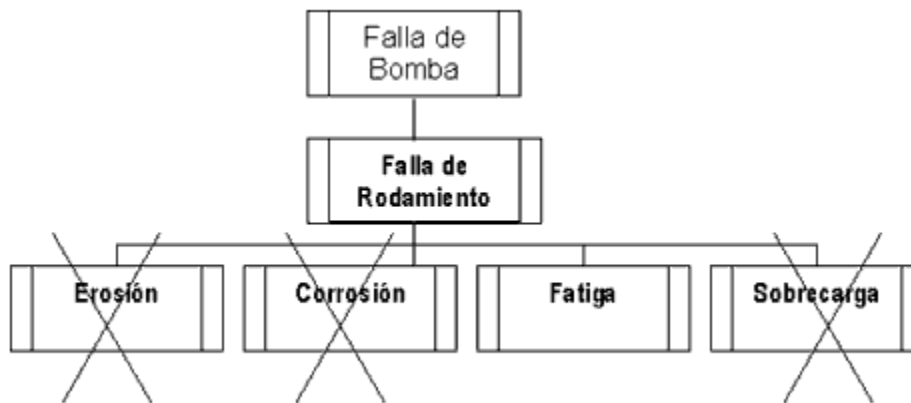 Falla de
Bomba
Falla de
Rodamiento
Erosión
Corrosión
Fatiga
Sobrecarga